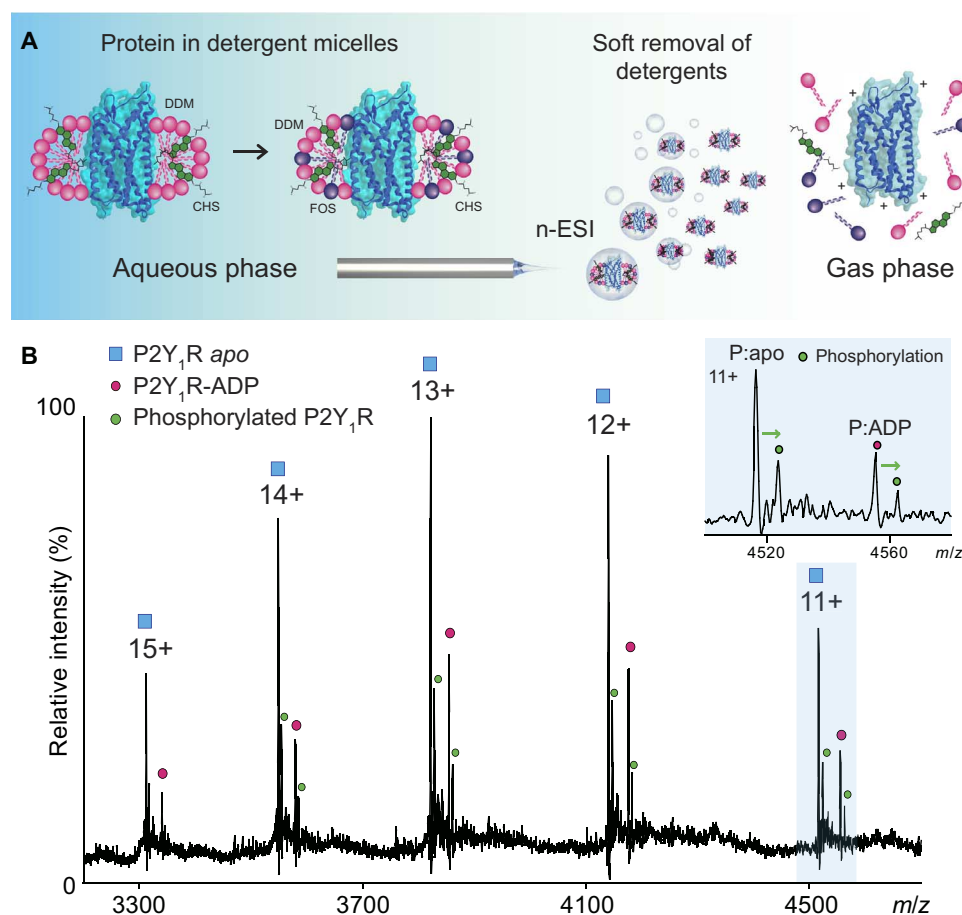 A
Protein in detergent micelles
Soft removal of
detergents
DDM
DDM
CHS
FOS
CHS
n-ESI
Aqueous phase
Gas phase
+
+
+
+
+
+
B
P2Y₁R apo
P2Y₁R-ADP
Phosphorylated P2Y₁R
100
Relative intensity (%)
0
15+
14+
13+
12+
11+
3300
3700
4100
4500
m/z
P:apo
Phosphorylation
11+
P:ADP
4520
4560
m/z